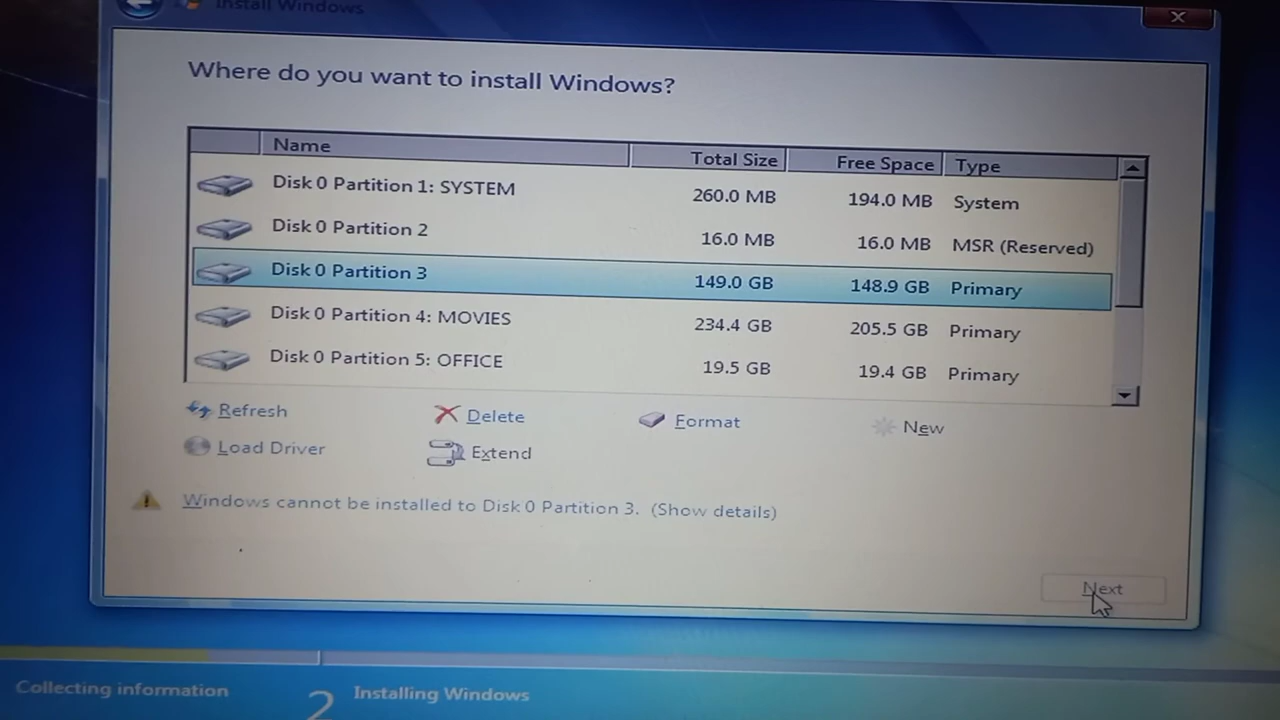 Install Windows
Where do you want to install Windows?
Name Total Size Free Space Type
Disk 0 Partition 1: SYSTEM 260.0 MB 194.0 MB System
Disk 0 Partition 2 16.0 MB 16.0 MB MSR (Reserved)
Disk 0 Partition 3 149.0 GB 148.9 GB Primary
Disk 0 Partition 4: MOVIES 234.4 GB 205.5 GB Primary
Disk 0 Partition 5: OFFICE 19.5 GB 19.4 GB Primary
Refresh Delete Format New
Load Driver Extend
Windows cannot be installed to Disk 0 Partition 3. (Show details)
Next
Collecting information 2 Installing Windows